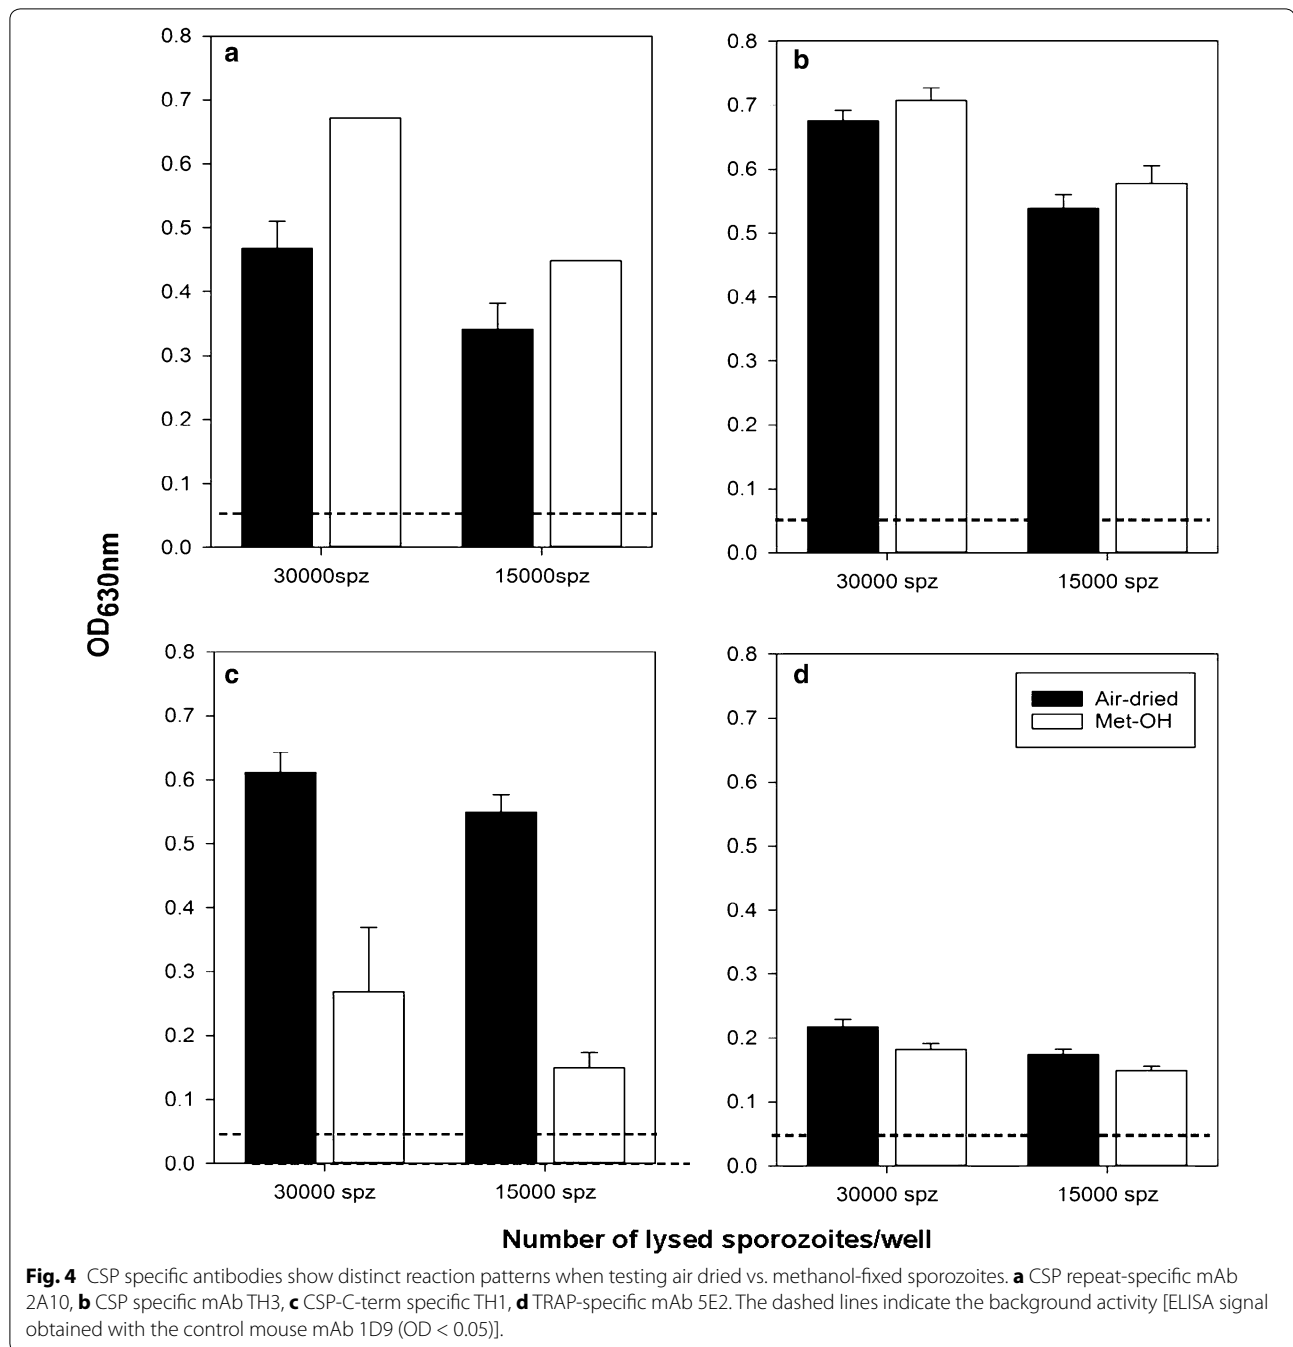 a
0.8
0.7
0.6
0.5
0.4
0.3
0.2
0.1
0.0
30000spz
15000spz
b
0.8
0.7
0.6
0.5
0.4
0.3
0.2
0.1
0.0
30000 spz
15000 spz
OD630nm
c
0.8
0.7
0.6
0.5
0.4
0.3
0.2
0.1
0.0
30000 spz
15000 spz
d
0.8
0.7
0.6
0.5
0.4
0.3
0.2
0.1
0.0
Air-dried
Met-OH
30000 spz
15000 spz
Number of lysed sporozoites/well
Fig. 4 CSP specific antibodies show distinct reaction patterns when testing air dried vs. methanol-fixed sporozoites. a CSP repeat-specific mAb
2A10, b CSP specific mAb TH3, c CSP-C-term specific TH1, d TRAP-specific mAb 5E2. The dashed lines indicate the background activity [ELISA signal
obtained with the control mouse mAb 1D9 (OD < 0.05)].